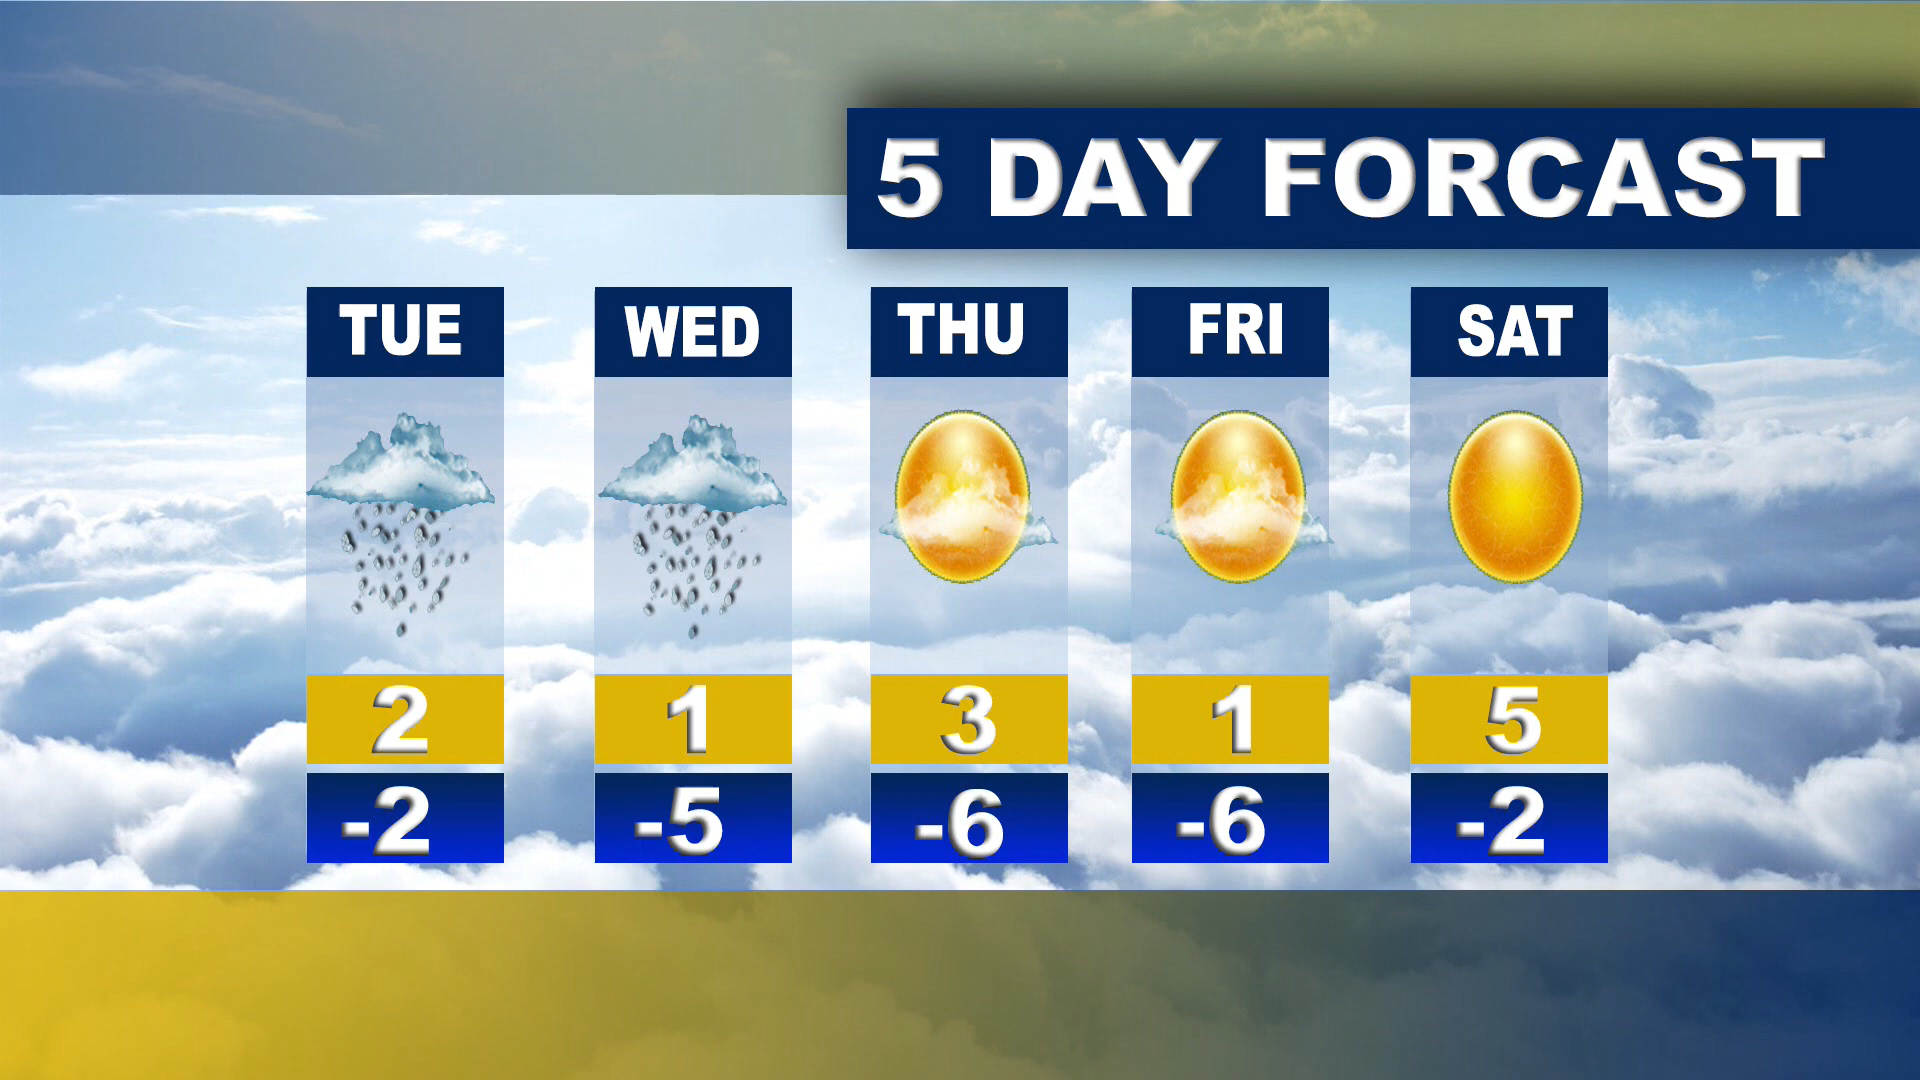 5 DAY FORCAST
TUE WED THU FRI SAT
2 1 3 1 5
-2 -5 -6 -6 -2